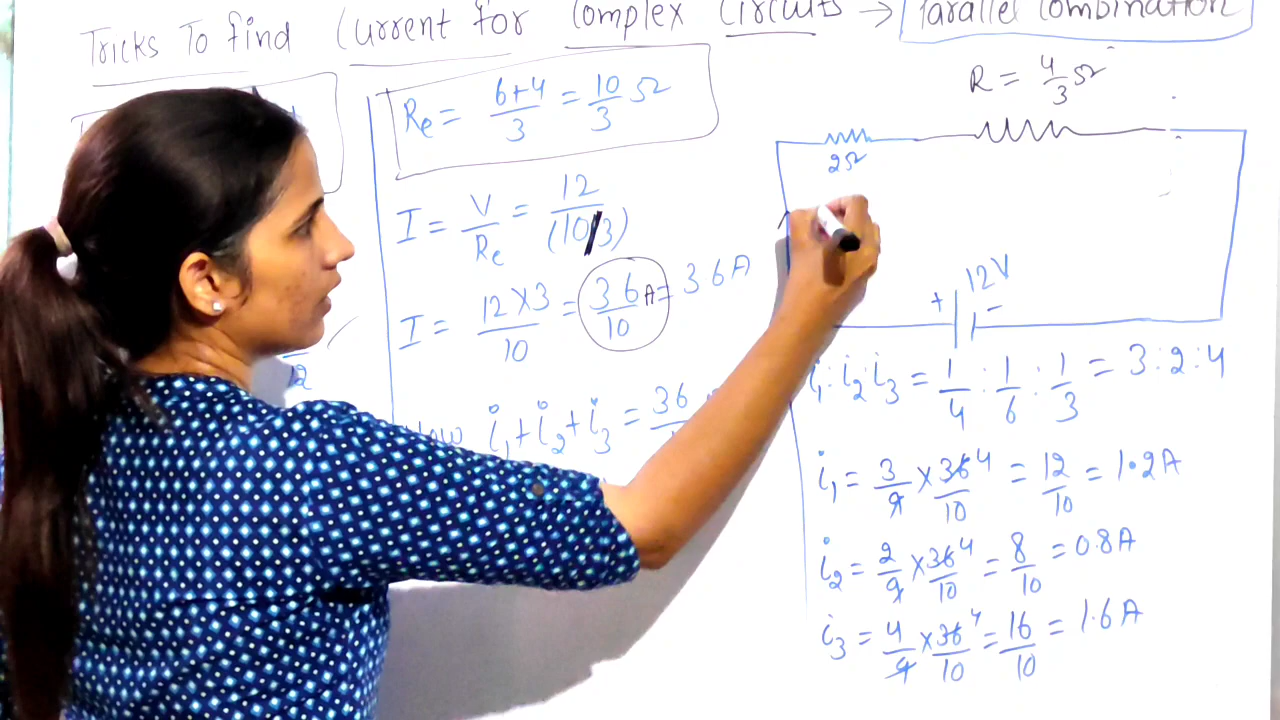 Tricks To find Current for Complex Circuits → Parallel Combination
Re = 6+4/3 = 10/3 Ω
I = V/Re = 12/(10/3)
I = 12×3/10 = 36/10 A = 3 6 A
i1 + i2 + i3 = 36
R = 4/3 Ω
2Ω
+ 12V −
i1 : i2 : i3 = 1/4 : 1/6 : 1/3 = 3 : 2 : 4
i1 = 3/9 × 36 4/10 = 12/10 = 1.2A
i2 = 2/9 × 36 4/10 = 8/10 = 0.8A
i3 = 4/9 × 36 4/10 = 16/10 = 1.6A